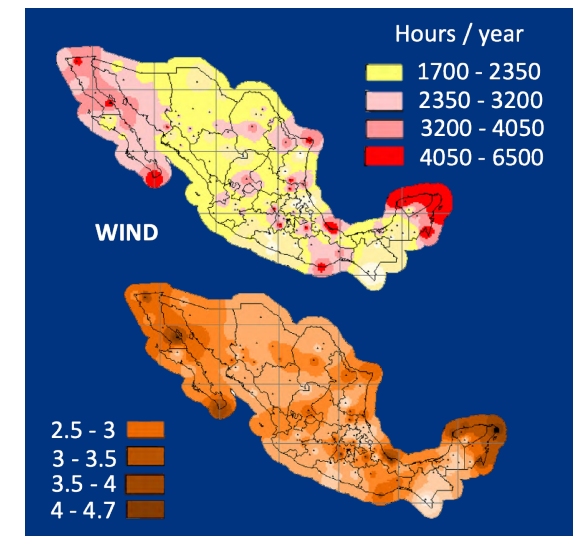 Hours / year
1700 - 2350
2350 - 3200
3200 - 4050
4050 - 6500
WIND
2.5 - 3
3 - 3.5
3.5 - 4
4 - 4.7